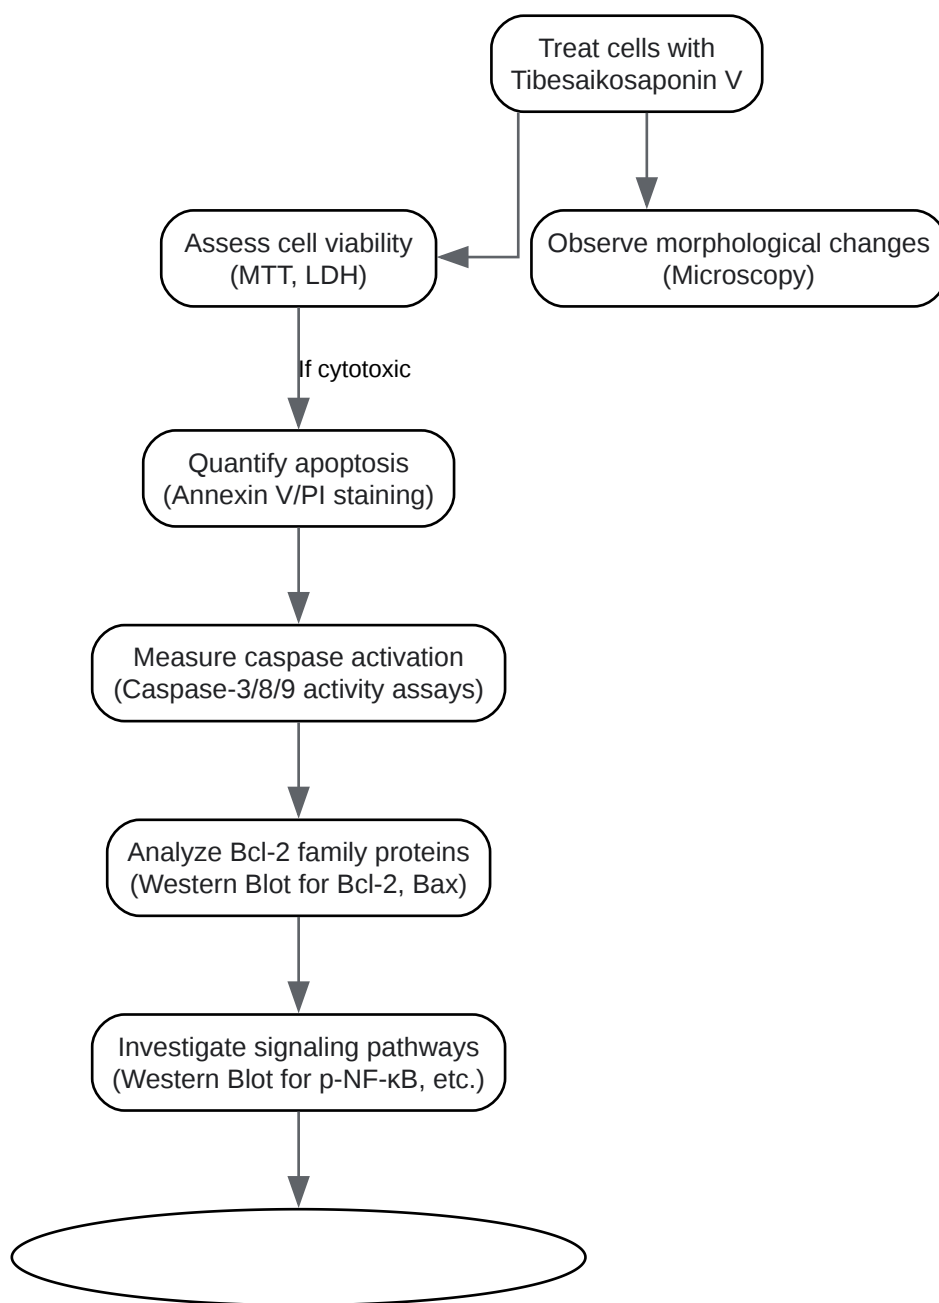 Treat cells with
Tibesaikosaponin V
Assess cell viability
(MTT, LDH)
Observe morphological changes
(Microscopy)
If cytotoxic
Quantify apoptosis
(Annexin V/PI staining)
Measure caspase activation
(Caspase-3/8/9 activity assays)
Analyze Bcl-2 family proteins
(Western Blot for Bcl-2, Bax)
Investigate signaling pathways
(Western Blot for p-NF-κB, etc.)